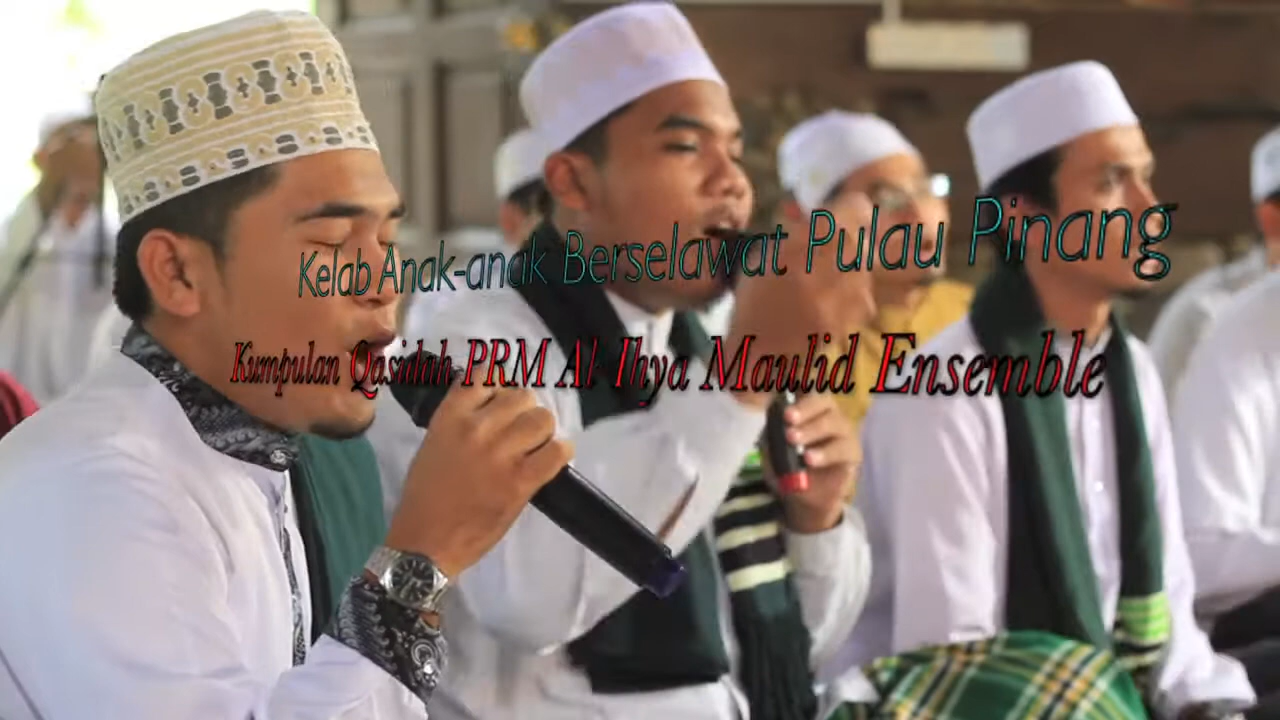 Kelab Anak-anak Berselawat Pulau Pinang
Kumpulan Qasidah PRM Al Ihya Maulid Ensemble